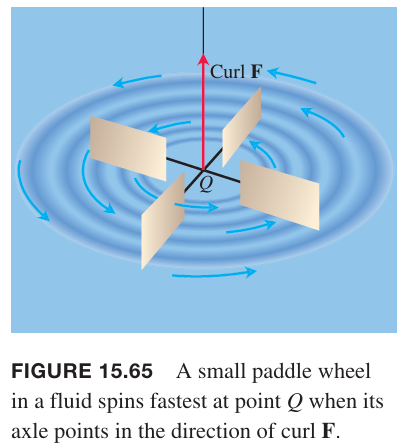 Curl F
Q
FIGURE 15.65 A small paddle wheel
in a fluid spins fastest at point Q when its
axle points in the direction of curl F.